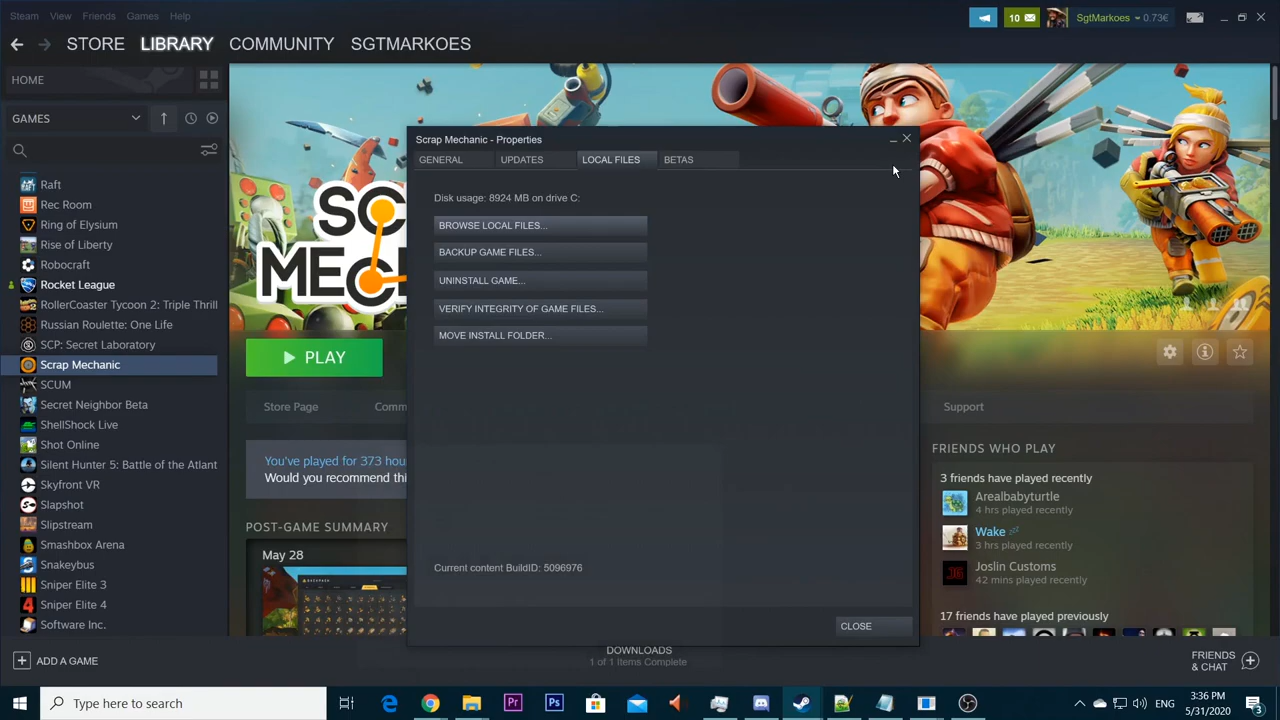 Steam View Friends Games Help
10 SgtMarkoes 0.73€
STORE LIBRARY COMMUNITY SGTMARKOES
HOME
GAMES
Raft
Rec Room
Ring of Elysium
Rise of Liberty
Robocraft
Rocket League
RollerCoaster Tycoon 2: Triple Thrill
Russian Roulette: One Life
SCP: Secret Laboratory
Scrap Mechanic
SCUM
Secret Neighbor Beta
ShellShock Live
Shot Online
Silent Hunter 5: Battle of the Atlant
Skyfront VR
Slapshot
Slipstream
Smashbox Arena
Snakeybus
Sniper Elite 3
Sniper Elite 4
Software Inc.
ADD A GAME
SC
MEC
PLAY
Store Page Comm
You've played for 373 hou
Would you recommend thi
POST-GAME SUMMARY
May 28
Scrap Mechanic - Properties
GENERAL UPDATES LOCAL FILES BETAS
Disk usage: 8924 MB on drive C:
BROWSE LOCAL FILES...
BACKUP GAME FILES...
UNINSTALL GAME...
VERIFY INTEGRITY OF GAME FILES...
MOVE INSTALL FOLDER...
Current content BuildID: 5096976
CLOSE
Support
FRIENDS WHO PLAY
3 friends have played recently
Arealbabyturtle
4 hrs played recently
Wake
3 hrs played recently
Joslin Customs
42 mins played recently
17 friends have played previously
DOWNLOADS
1 of 1 Items Complete
FRIENDS
& CHAT
Type here to search
ENG
3:36 PM
5/31/2020
3